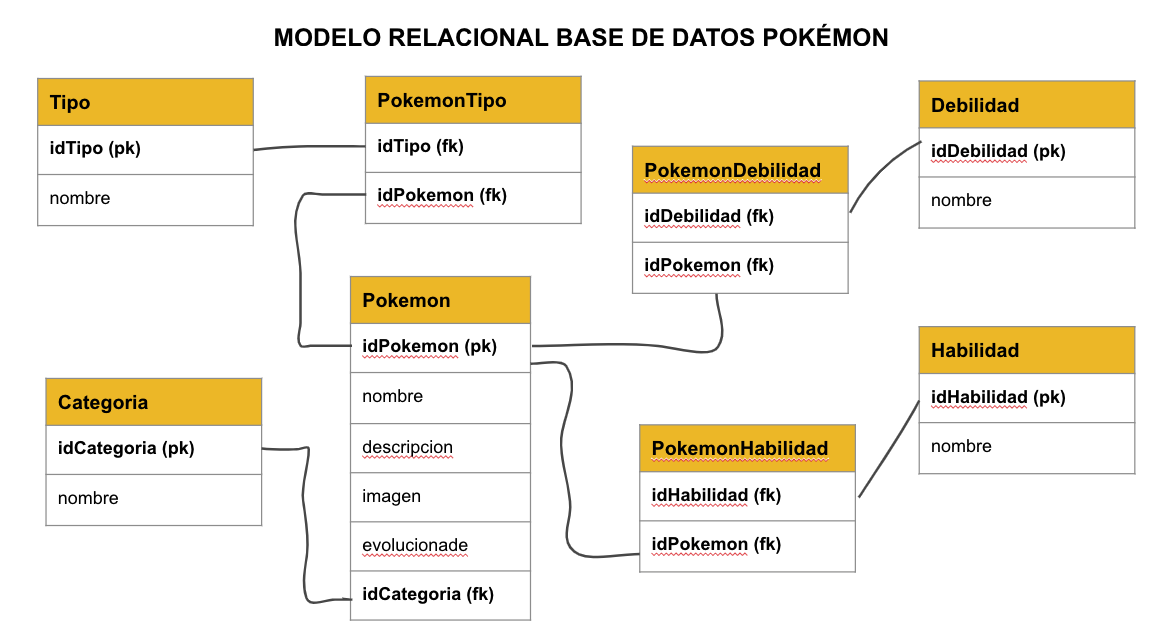 MODELO RELACIONAL BASE DE DATOS POKÉMON
Tipo
idTipo (pk)
nombre
PokemonTipo
idTipo (fk)
idPokemon (fk)
PokemonDebilidad
idDebilidad (fk)
idPokemon (fk)
Debilidad
idDebilidad (pk)
nombre
Pokemon
idPokemon (pk)
nombre
descripcion
imagen
evolucionade
idCategoria (fk)
Categoria
idCategoria (pk)
nombre
PokemonHabilidad
idHabilidad (fk)
idPokemon (fk)
Habilidad
idHabilidad (pk)
nombre